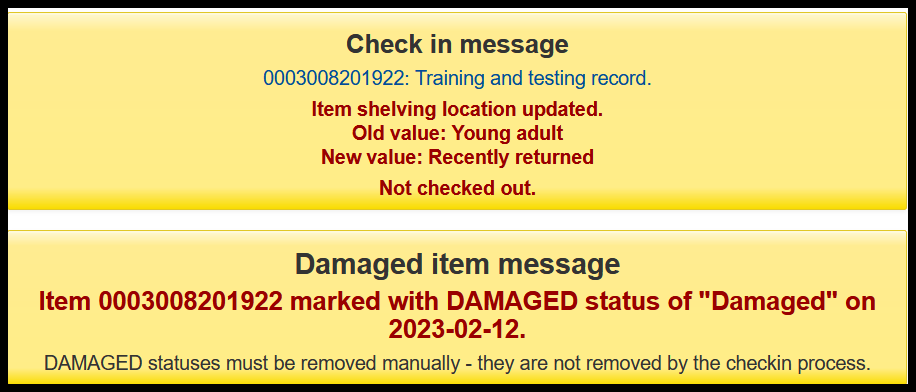 Check in message
0003008201922: Training and testing record.
Item shelving location updated.
Old value: Young adult
New value: Recently returned
Not checked out.
Damaged item message
Item 0003008201922 marked with DAMAGED status of "Damaged" on
2023-02-12.
DAMAGED statuses must be removed manually - they are not removed by the checkin process.